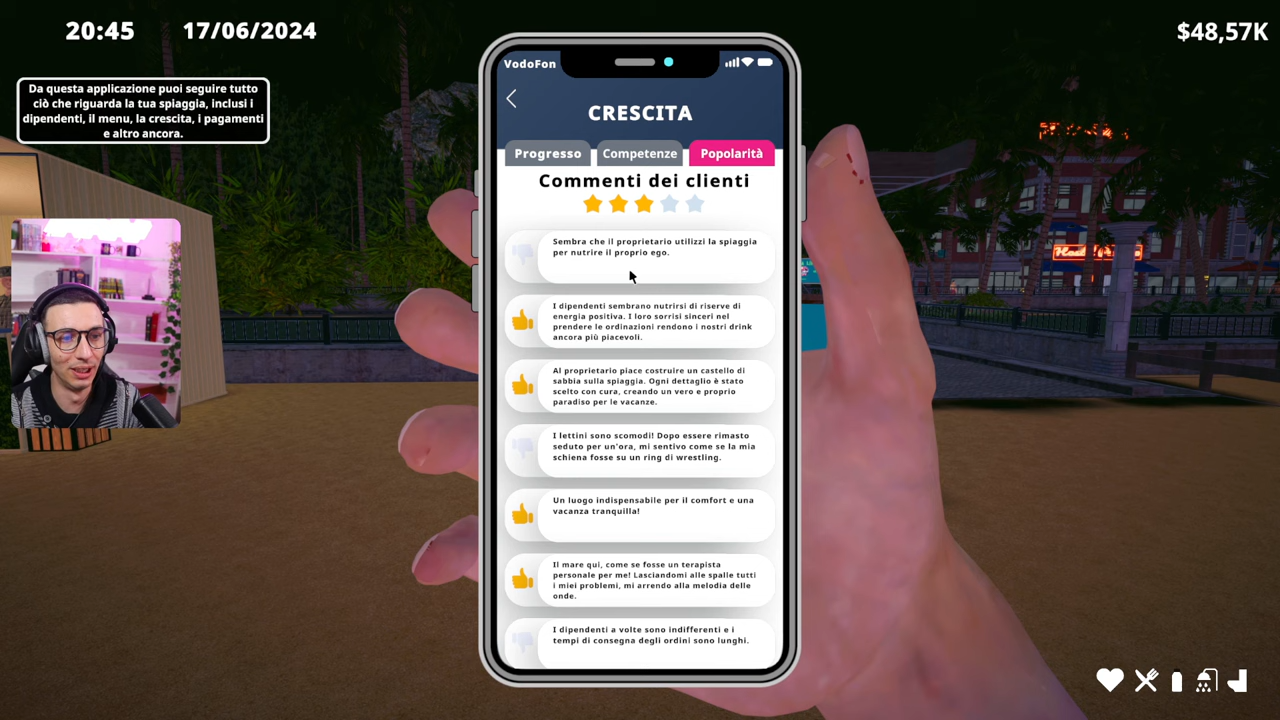 20:45 17/06/2024
$48,57K
Da questa applicazione puoi seguire tutto
ciò che riguarda la tua spiaggia, inclusi i
dipendenti, il menu, la crescita, i pagamenti
e altro ancora.
VodoFon
CRESCITA
Progresso Competenze Popolarità
Commenti dei clienti
Sembra che il proprietario utilizzi la spiaggia
per nutrire il proprio ego.
I dipendenti sembrano nutrirsi di riserve di
energia positiva. I loro sorrisi sinceri nel
prendere le ordinazioni rendono i nostri drink
ancora più piacevoli.
Al proprietario piace costruire un castello di
sabbia sulla spiaggia. Ogni dettaglio è stato
scelto con cura, creando un vero e proprio
paradiso per le vacanze.
I lettini sono scomodi! Dopo essere rimasto
seduto per un'ora, mi sentivo come se la mia
schiena fosse su un ring di wrestling.
Un luogo indispensabile per il comfort e una
vacanza tranquilla!
Il mare qui, come se fosse un terapista
personale per me! Lasciandomi alle spalle tutti
i miei problemi, mi arrendo alla melodia delle
onde.
I dipendenti a volte sono indifferenti e i
tempi di consegna degli ordini sono lunghi.